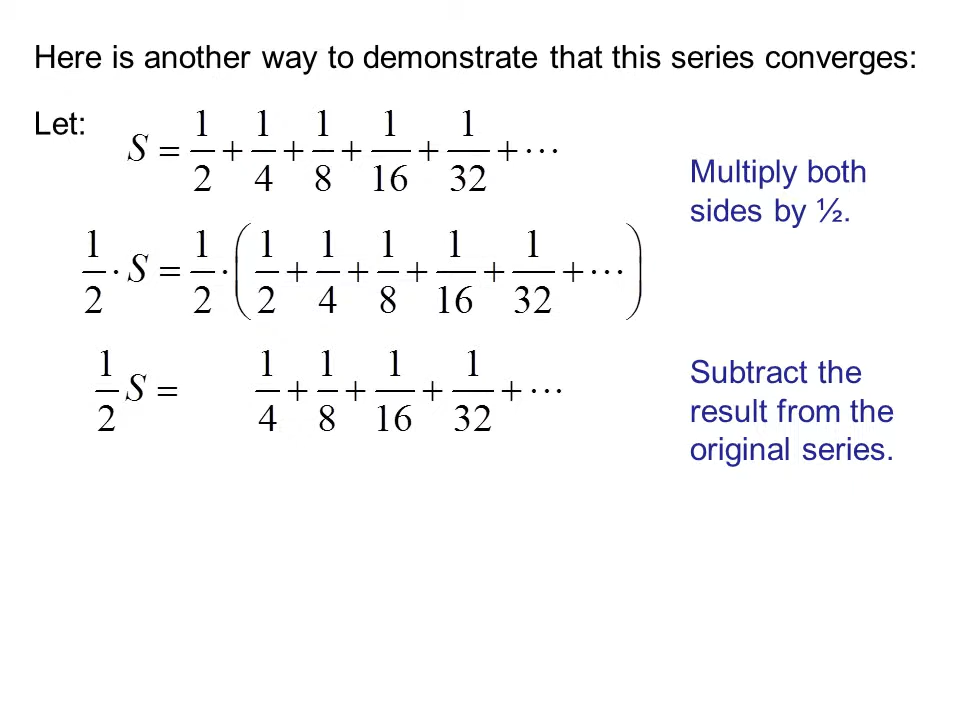 Here is another way to demonstrate that this series converges:
Let:
S = 1/2 + 1/4 + 1/8 + 1/16 + 1/32 + ⋯
Multiply both
sides by ½.
1/2 · S = 1/2 · (1/2 + 1/4 + 1/8 + 1/16 + 1/32 + ⋯)
1/2 S = 1/4 + 1/8 + 1/16 + 1/32 + ⋯
Subtract the
result from the
original series.